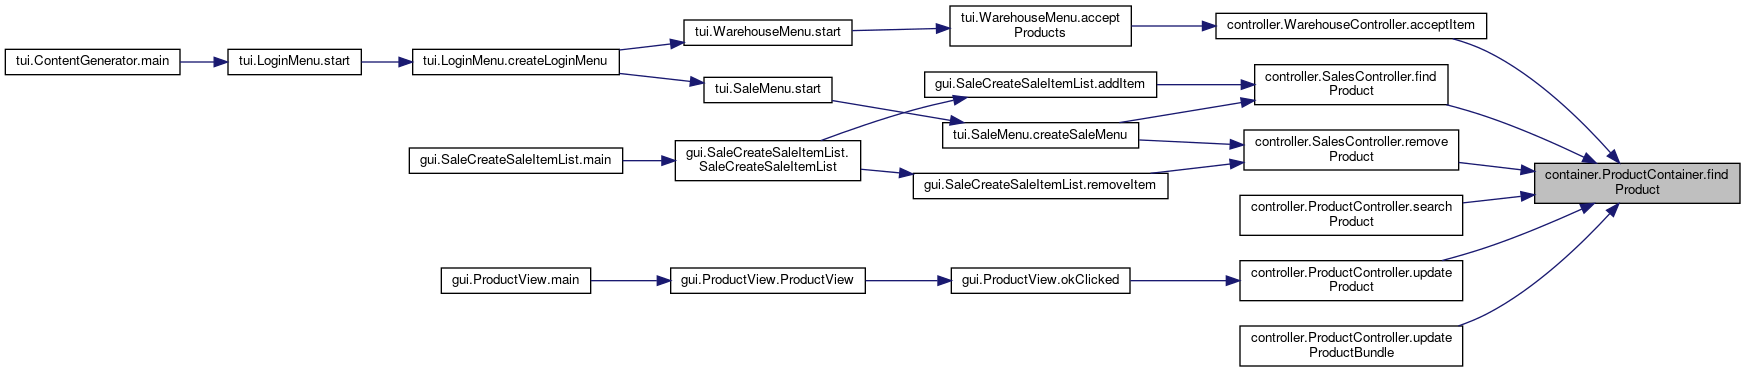 tui.ContentGenerator.main
tui.LoginMenu.start
tui.LoginMenu.createLoginMenu
tui.WarehouseMenu.start
tui.WarehouseMenu.accept
Products
controller.WarehouseController.acceptItem
tui.SaleMenu.start
gui.SaleCreateSaleItemList.addItem
controller.SalesController.find
Product
tui.SaleMenu.createSaleMenu
gui.SaleCreateSaleItemList.main
gui.SaleCreateSaleItemList.
SaleCreateSaleItemList
gui.SaleCreateSaleItemList.removeItem
controller.SalesController.remove
Product
container.ProductContainer.find
Product
controller.ProductController.search
Product
gui.ProductView.main
gui.ProductView.ProductView
gui.ProductView.okClicked
controller.ProductController.update
Product
controller.ProductController.update
ProductBundle